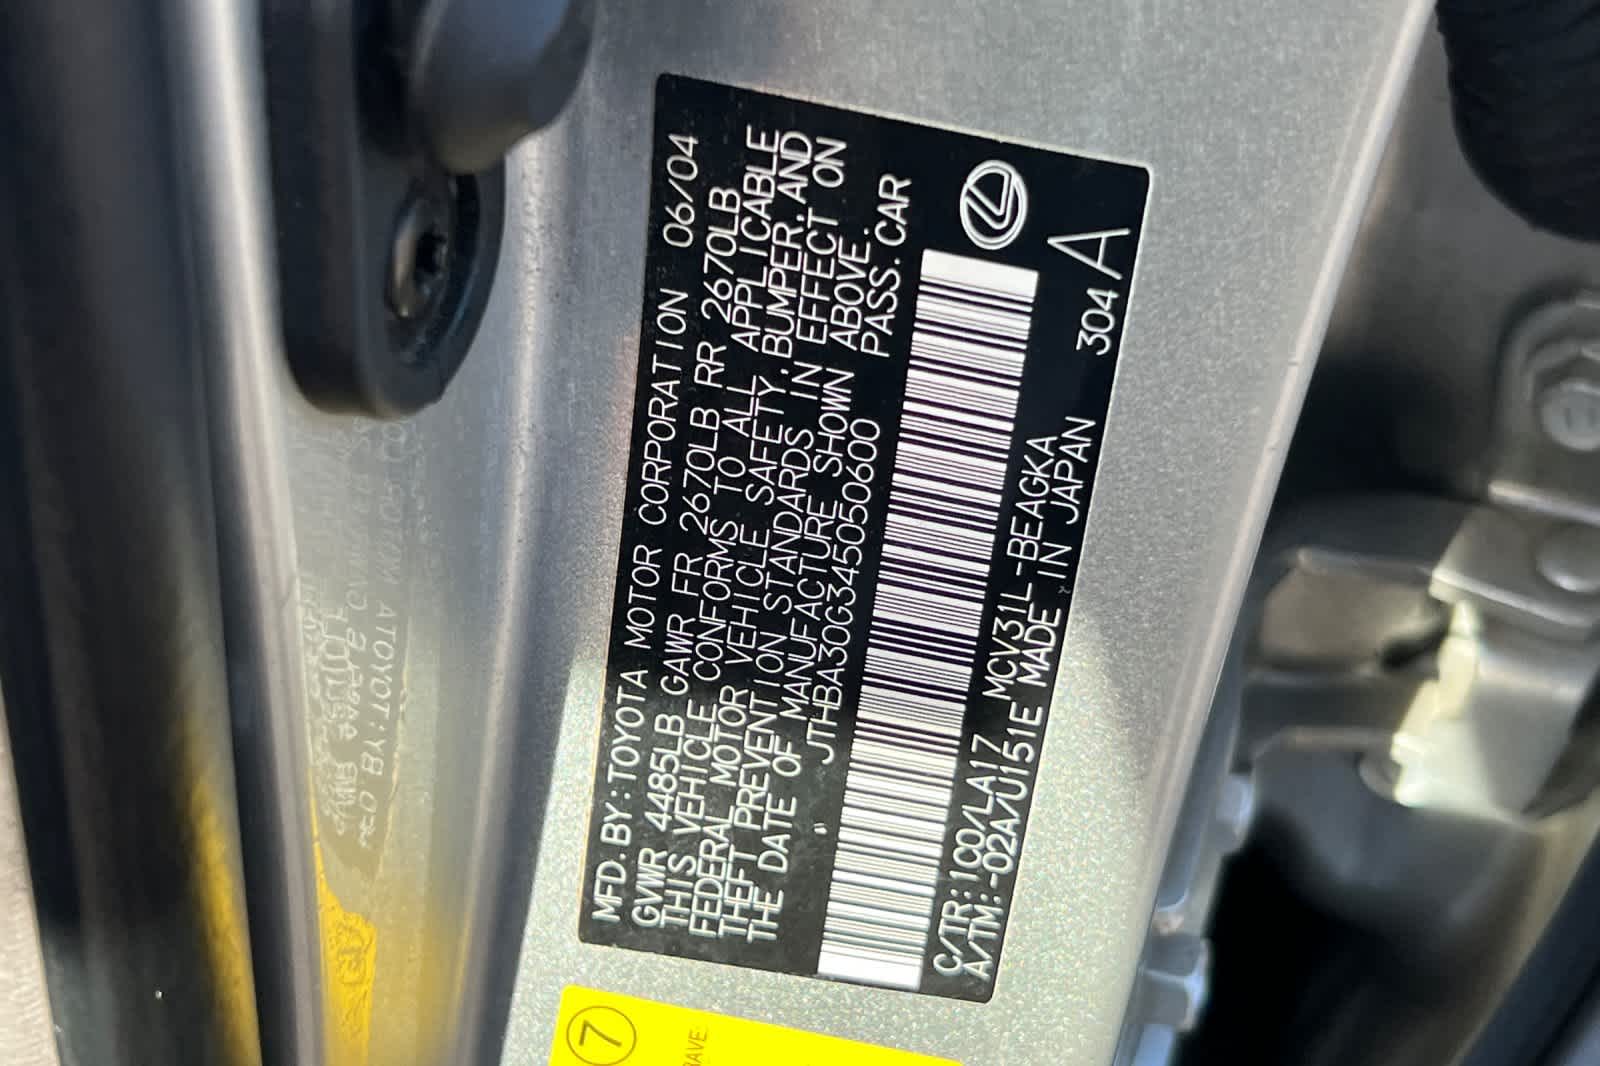 MFD.BY:TOYOTA MOTOR CORPORATION 06/04
GVWR 4485LB GAWR FR 2670LB RR 2670LB
THIS VEHICLE CONFORMS TO ALL APPLICABLE
FEDERAL MOTOR VEHICLE SAFETY, BUMPER, AND
THEFT PREVENTION STANDARDS IN EFFECT ON
THE DATE OF MANUFACTURE SHOWN ABOVE.
JTHBA30G345050600 PASS.CAR
C/TR:1C0/LA17 MCV31L-BEAGKA 304 A
A/TM:-02A/U151E MADE IN JAPAN
7